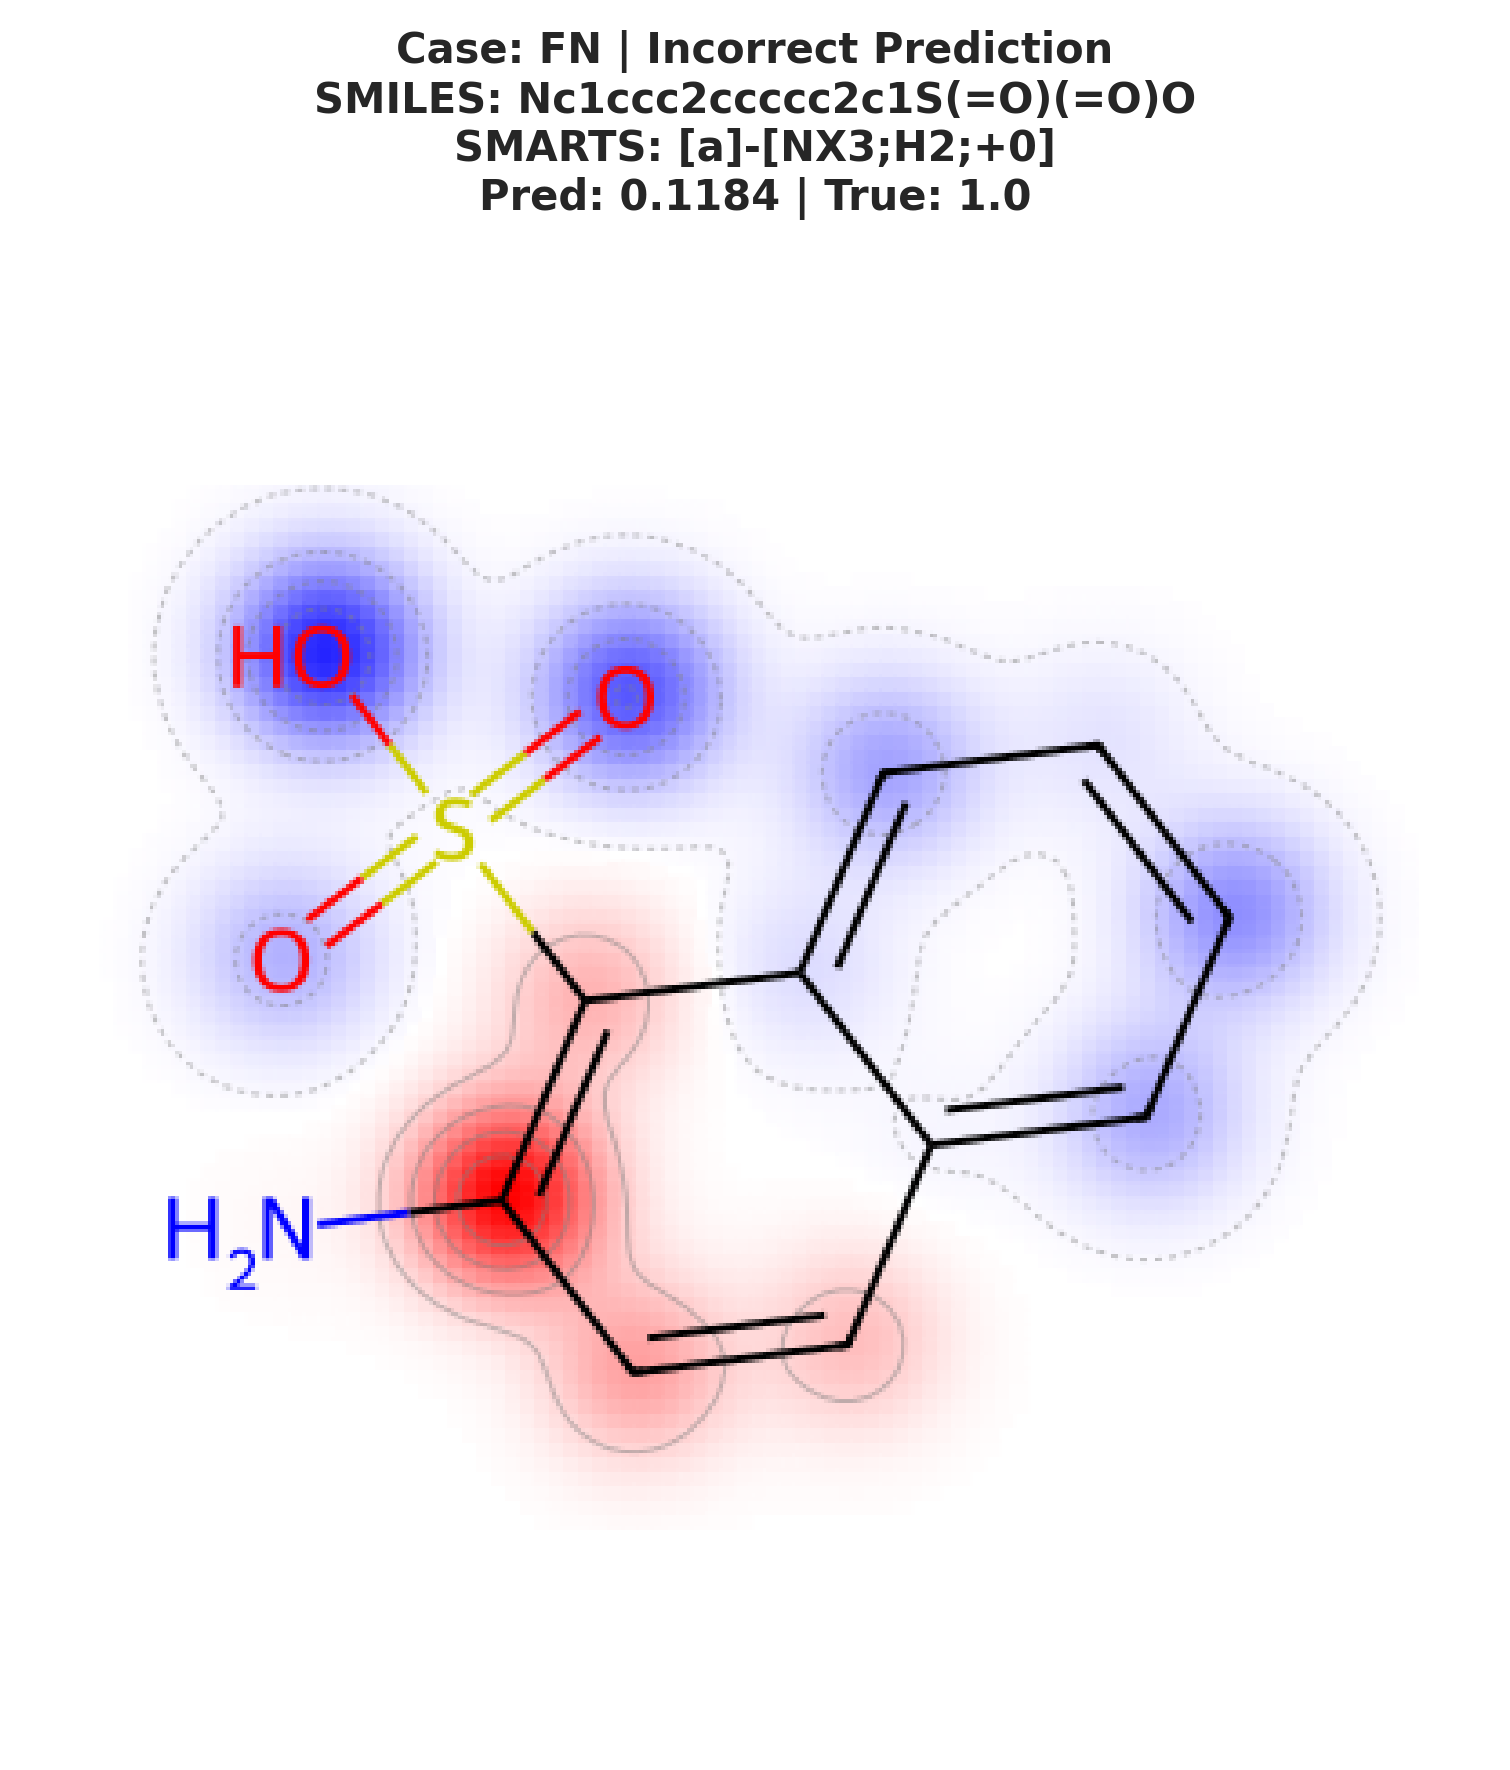 Case: FN | Incorrect Prediction
SMILES: Nc1ccc2ccccc2c1S(=O)(=O)O
SMARTS: [a]-[NX3;H2;+0]
Pred: 0.1184 | True: 1.0
HO
O
S
O
H2N